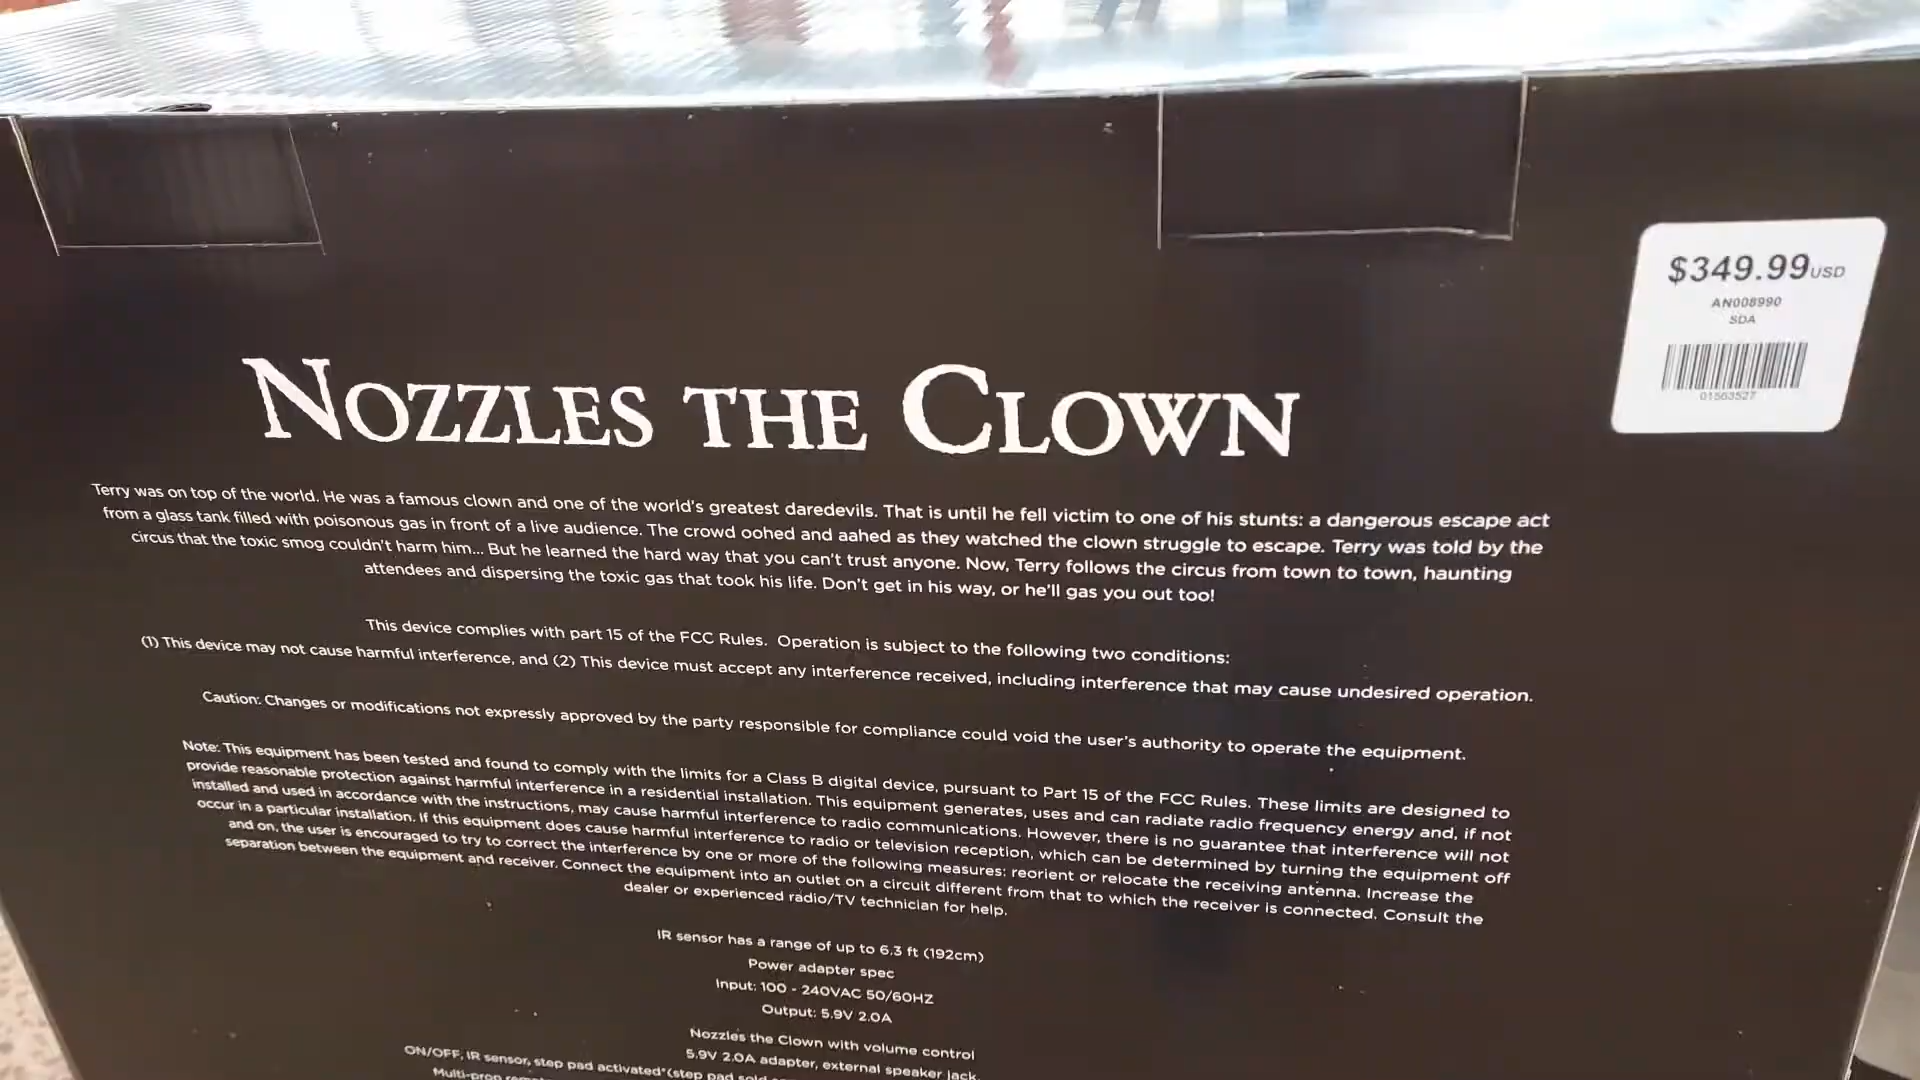 $349.99 USD
AN008990
SDA
01563527
NOZZLES THE CLOWN
Terry was on top of the world. He was a famous clown and one of the world's greatest daredevils. That is until he fell victim to one of his stunts: a dangerous escape act
from a glass tank filled with poisonous gas in front of a live audience. The crowd oohed and aahed as they watched the clown struggle to escape. Terry was told by the
circus that the toxic smog couldn't harm him... But he learned the hard way that you can't trust anyone. Now, Terry follows the circus from town to town, haunting
attendees and dispersing the toxic gas that took his life. Don't get in his way, or he'll gas you out too!
This device complies with part 15 of the FCC Rules. Operation is subject to the following two conditions:
(1) This device may not cause harmful interference, and (2) This device must accept any interference received, including interference that may cause undesired operation.
Caution: Changes or modifications not expressly approved by the party responsible for compliance could void the user's authority to operate the equipment.
Note: This equipment has been tested and found to comply with the limits for a Class B digital device, pursuant to Part 15 of the FCC Rules. These limits are designed to
provide reasonable protection against harmful interference in a residential installation. This equipment generates, uses and can radiate radio frequency energy and, if not
installed and used in accordance with the instructions, may cause harmful interference to radio communications. However, there is no guarantee that interference will not
occur in a particular installation. If this equipment does cause harmful interference to radio or television reception, which can be determined by turning the equipment off
and on, the user is encouraged to try to correct the interference by one or more of the following measures: reorient or relocate the receiving antenna. Increase the
separation between the equipment and receiver. Connect the equipment into an outlet on a circuit different from that to which the receiver is connected. Consult the
dealer or experienced radio/TV technician for help.
IR sensor has a range of up to 6.3 ft (192cm)
Power adapter spec
Input: 100 - 240VAC 50/60HZ
Output: 5.9V 2.0A
Nozzles the Clown with volume control
5.9V 2.0A adapter, external speaker jack,
ON/OFF, IR sensor, step pad activated*(step pad sold
Multi-prop